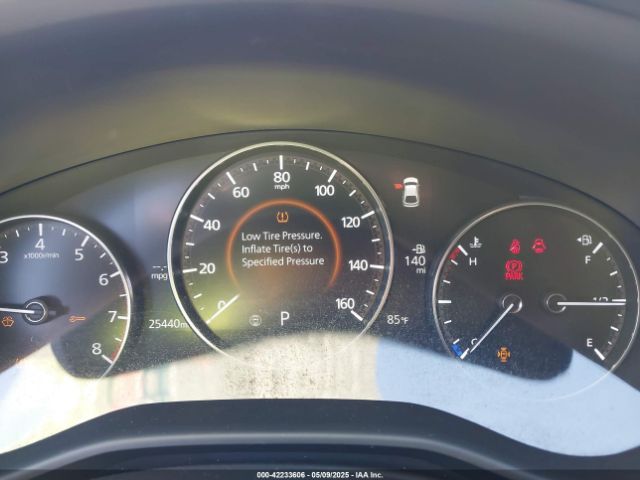 3 4 5 6 7 8
x1000r/min
--.-
mpg
25440m
0 20 40 60 80 100 120 140 160
mph
Low Tire Pressure.
Inflate Tire(s) to
Specified Pressure
P
140
mi
85°F
H
C
PARK
F
1/2
E
000-42233606 - 05/09/2025 - IAA Inc.